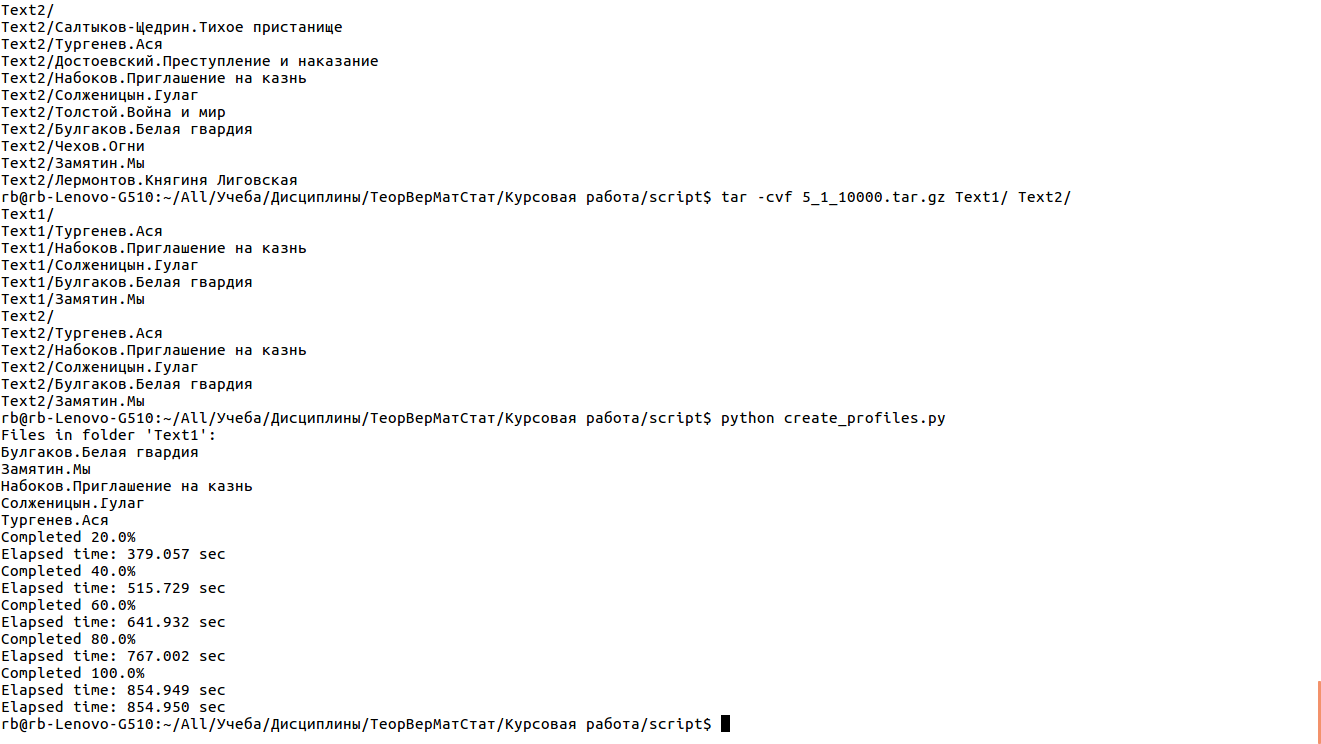 Text2/
Text2/Салтыков-Щедрин.Тихое пристанище
Text2/Тургенев.Ася
Text2/Достоевский.Преступление и наказание
Text2/Набоков.Приглашение на казнь
Text2/Солженицын.Гулаг
Text2/Толстой.Война и мир
Text2/Булгаков.Белая гвардия
Text2/Чехов.Огни
Text2/Замятин.Мы
Text2/Лермонтов.Княгиня Лиговская
rb@rb-Lenovo-G510:~/All/Учеба/Дисциплины/ТеорВерМатСтат/Курсовая работа/script$ tar -cvf 5_1_10000.tar.gz Text1/ Text2/
Text1/
Text1/Тургенев.Ася
Text1/Набоков.Приглашение на казнь
Text1/Солженицын.Гулаг
Text1/Булгаков.Белая гвардия
Text1/Замятин.Мы
Text2/
Text2/Тургенев.Ася
Text2/Набоков.Приглашение на казнь
Text2/Солженицын.Гулаг
Text2/Булгаков.Белая гвардия
Text2/Замятин.Мы
rb@rb-Lenovo-G510:~/All/Учеба/Дисциплины/ТеорВерМатСтат/Курсовая работа/script$ python create_profiles.py
Files in folder 'Text1':
Булгаков.Белая гвардия
Замятин.Мы
Набоков.Приглашение на казнь
Солженицын.Гулаг
Тургенев.Ася
Completed 20.0%
Elapsed time: 379.057 sec
Completed 40.0%
Elapsed time: 515.729 sec
Completed 60.0%
Elapsed time: 641.932 sec
Completed 80.0%
Elapsed time: 767.002 sec
Completed 100.0%
Elapsed time: 854.949 sec
Elapsed time: 854.950 sec
rb@rb-Lenovo-G510:~/All/Учеба/Дисциплины/ТеорВерМатСтат/Курсовая работа/script$